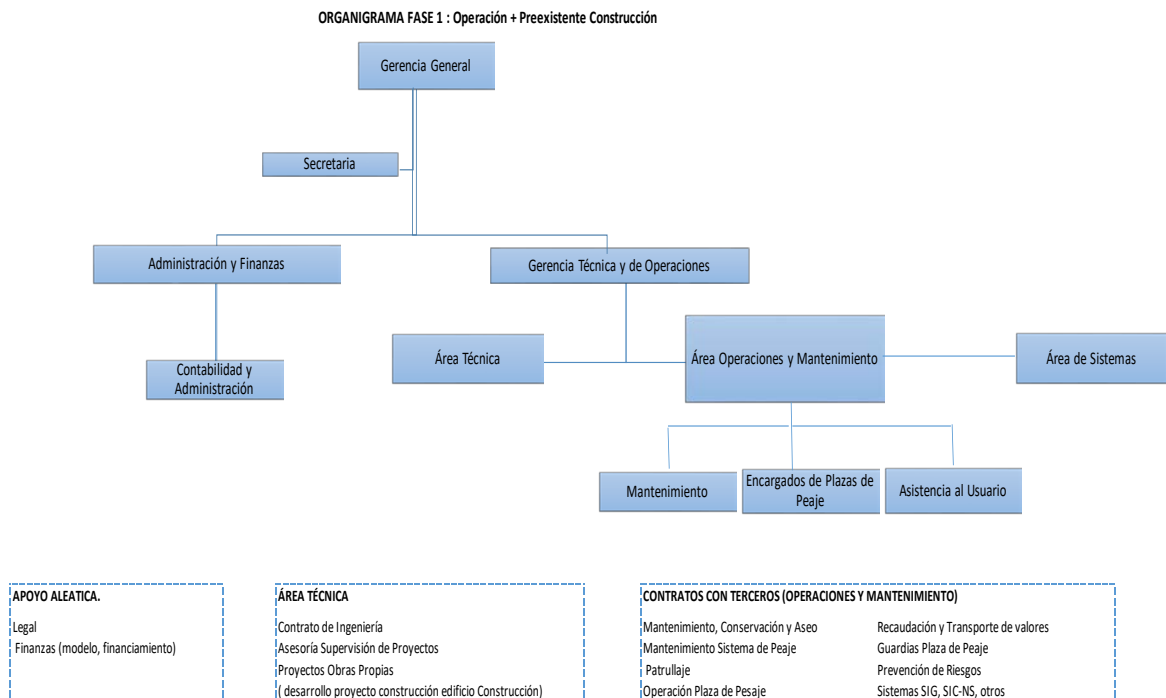 ORGANIGRAMA FASE 1 : Operación + Preexistente Construcción
Gerencia General
Secretaria
Administración y Finanzas
Gerencia Técnica y de Operaciones
Área Técnica
Área Operaciones y Mantenimiento
Área de Sistemas
Contabilidad y
Administración
Mantenimiento
Encargados de Plazas de
Peaje
Asistencia al Usuario
APOYO ALEATICA.
Legal
Finanzas (modelo, financiamiento)
ÁREA TÉCNICA
Contrato de Ingeniería
Asesoría Supervisión de Proyectos
Proyectos Obras Propias
( desarrollo proyecto construcción edificio Construcción)
CONTRATOS CON TERCEROS (OPERACIONES Y MANTENIMIENTO)
Mantenimiento, Conservación y Aseo
Mantenimiento Sistema de Peaje
Patrullaje
Operación Plaza de Pesaje
Recaudación y Transporte de valores
Guardias Plaza de Peaje
Prevención de Riesgos
Sistemas SIG, SIC-NS, otros